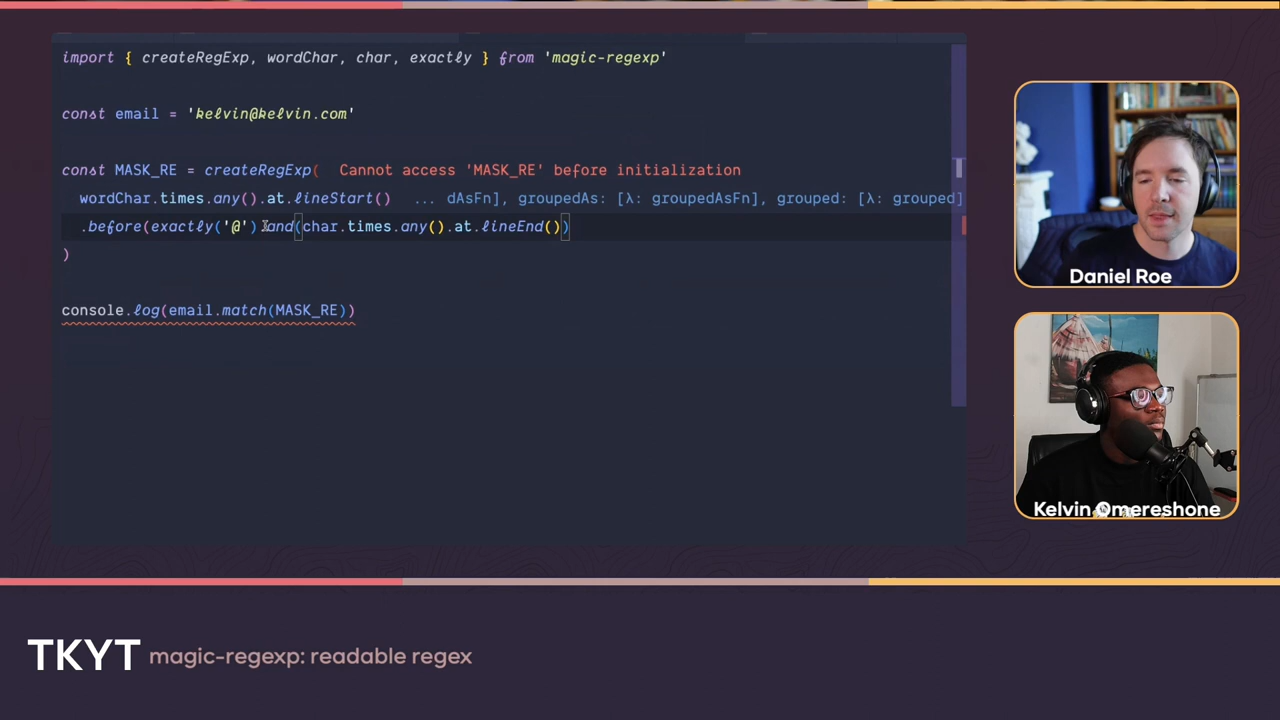 import { createRegExp, wordChar, char, exactly } from 'magic-regexp'
const email = 'kelvin@kelvin.com'
const MASK_RE = createRegExp( Cannot access 'MASK_RE' before initialization
wordChar.times.any().at.lineStart() ... dAsFn], groupedAs: [λ: groupedAsFn], grouped: [λ: grouped]
.before(exactly('@').and(char.times.any().at.lineEnd())
)
console.log(email.match(MASK_RE))
Daniel Roe
Kelvin Omereshone
TKYT magic-regexp: readable regex